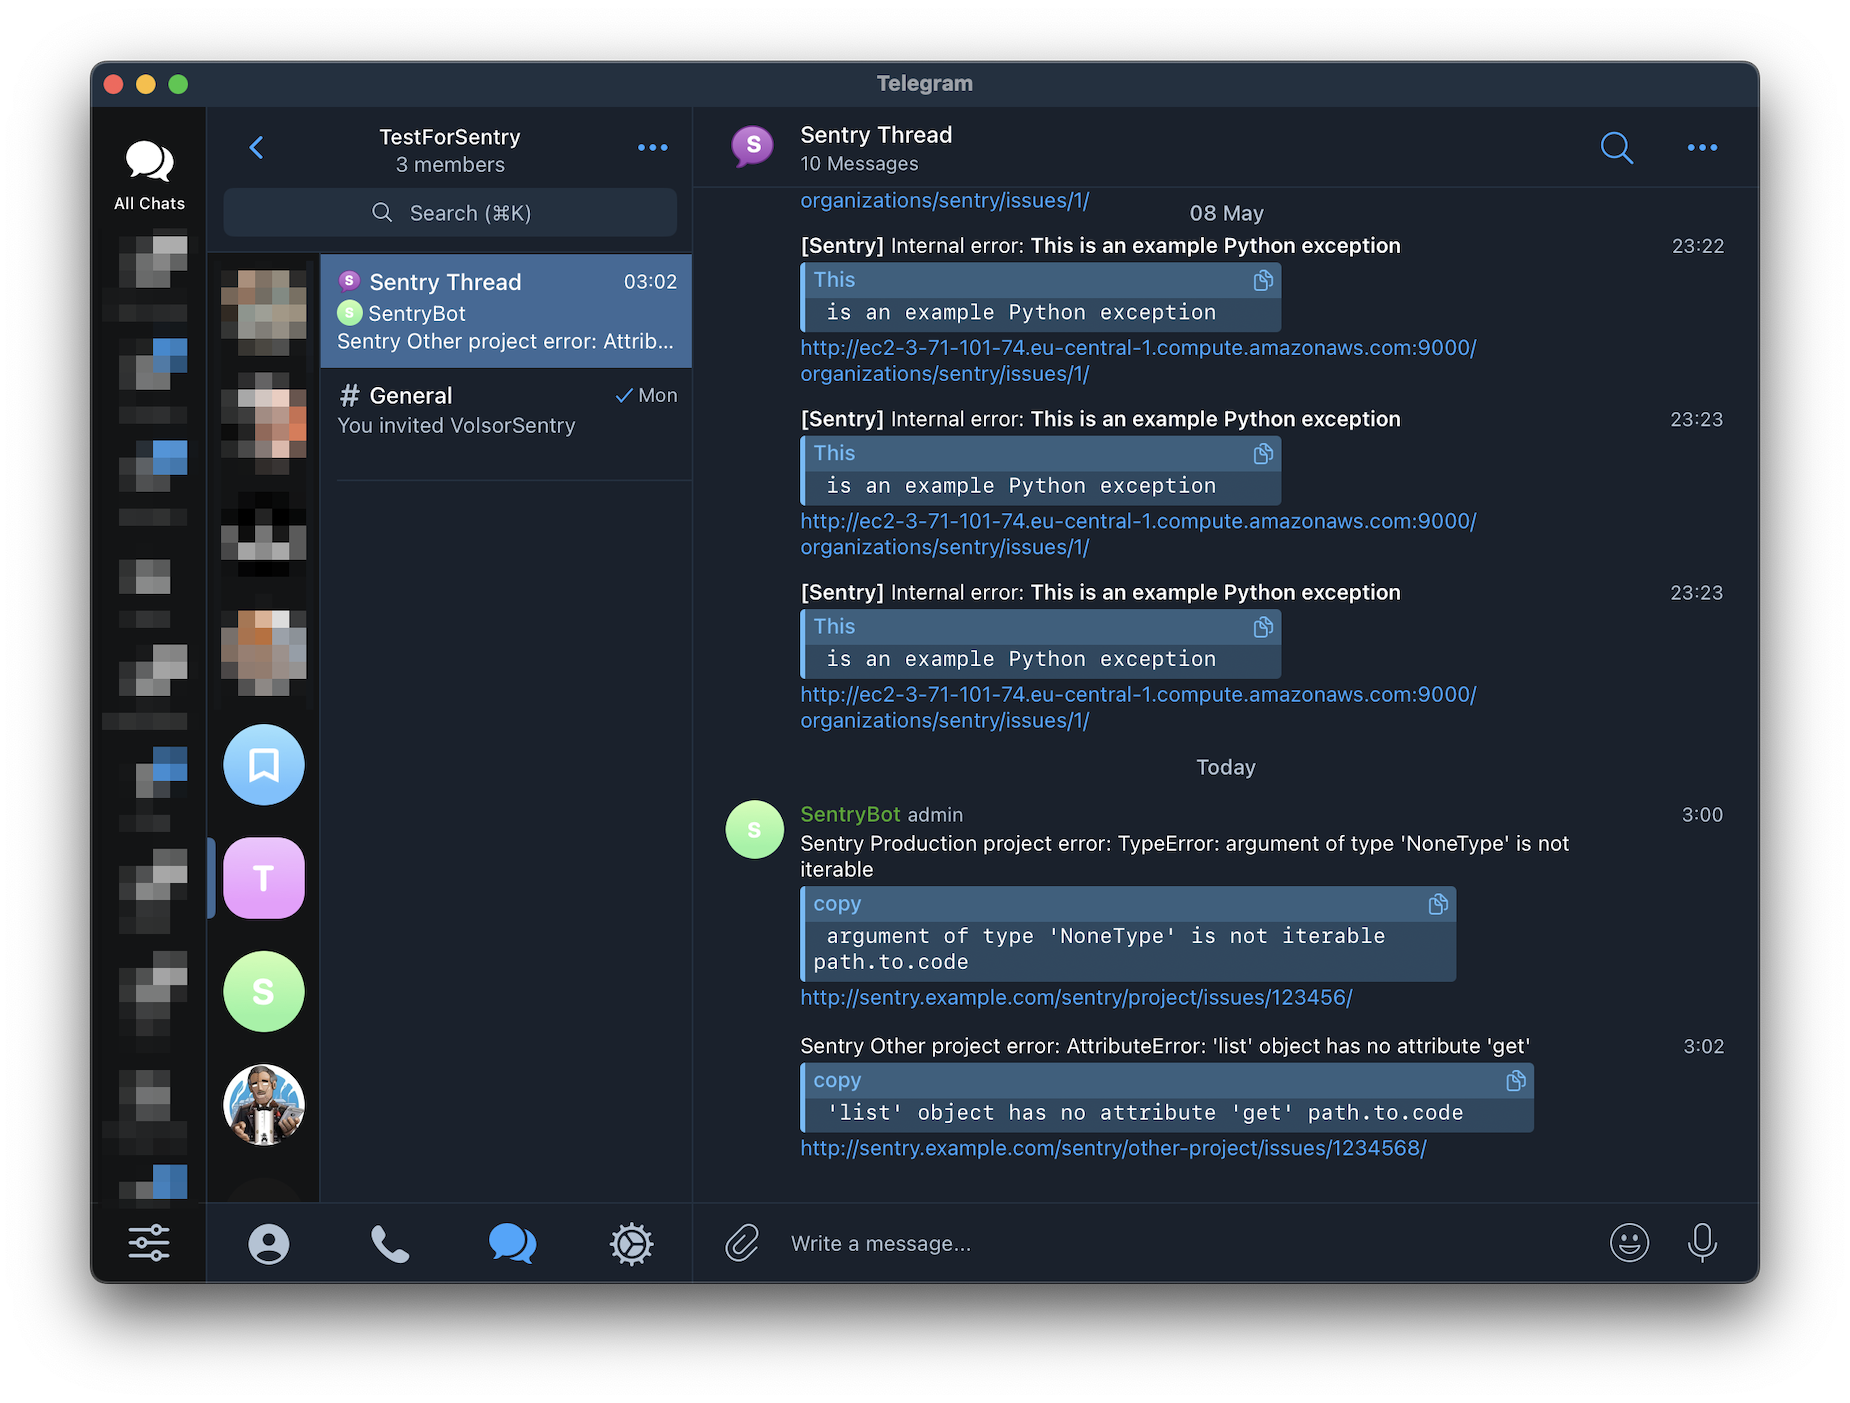 Telegram
All Chats
TestForSentry
3 members
Search (⌘K)
S Sentry Thread 03:02
S SentryBot
Sentry Other project error: Attrib...
# General Mon
You invited VolsorSentry
T
S
S
Sentry Thread
10 Messages
organizations/sentry/issues/1/
08 May
[Sentry] Internal error: This is an example Python exception 23:22
This
is an example Python exception
http://ec2-3-71-101-74.eu-central-1.compute.amazonaws.com:9000/
organizations/sentry/issues/1/
[Sentry] Internal error: This is an example Python exception 23:23
This
is an example Python exception
http://ec2-3-71-101-74.eu-central-1.compute.amazonaws.com:9000/
organizations/sentry/issues/1/
[Sentry] Internal error: This is an example Python exception 23:23
This
is an example Python exception
http://ec2-3-71-101-74.eu-central-1.compute.amazonaws.com:9000/
organizations/sentry/issues/1/
Today
S
SentryBot admin 3:00
Sentry Production project error: TypeError: argument of type 'NoneType' is not
iterable
copy
argument of type 'NoneType' is not iterable
path.to.code
http://sentry.example.com/sentry/project/issues/123456/
Sentry Other project error: AttributeError: 'list' object has no attribute 'get' 3:02
copy
'list' object has no attribute 'get' path.to.code
http://sentry.example.com/sentry/other-project/issues/1234568/
Write a message...